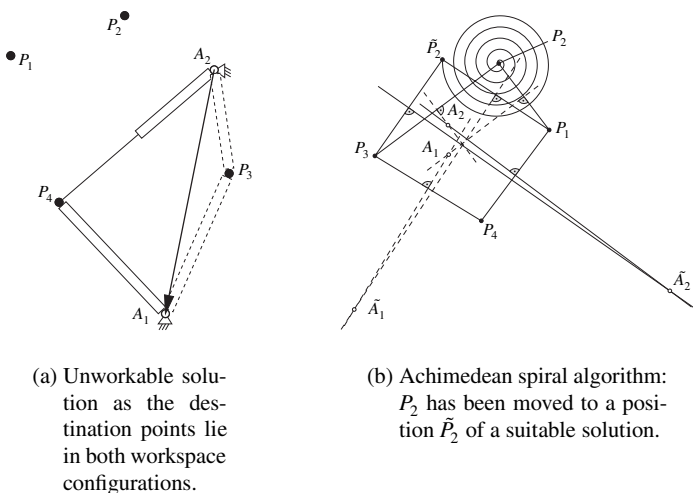 P₁
P₂
A₂
P₃
P₄
A₁
P̃₂
P₂
P₁
A₂
A₁
P₃
P₄
Ã₁
Ã₂
(a) Unworkable solu-
tion as the des-
tination points lie
in both workspace
configurations.
(b) Achimedean spiral algorithm:
P₂ has been moved to a posi-
tion P̃₂ of a suitable solution.